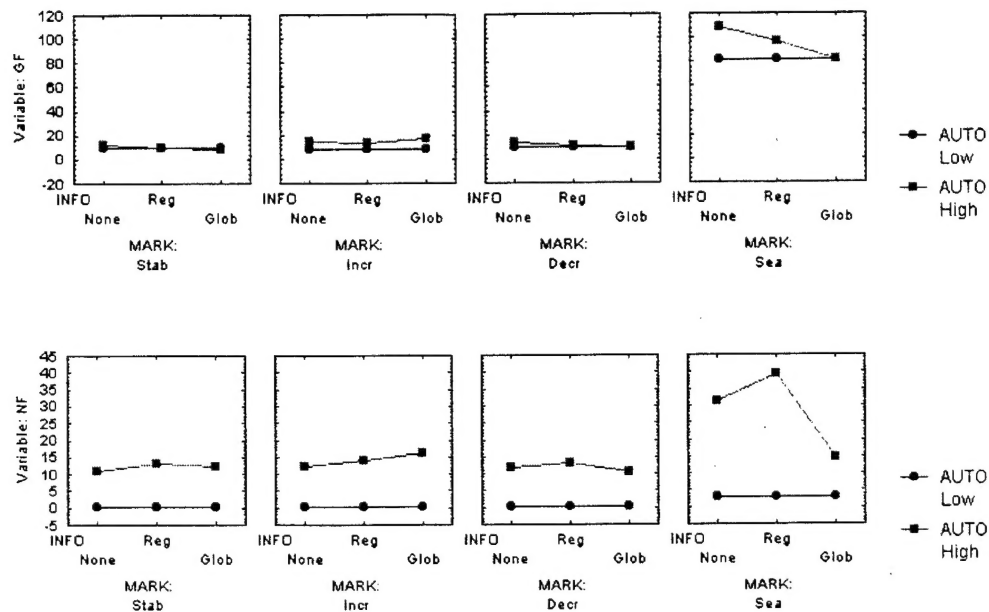 Variable: GF
120
100
80
60
40
20
0
-20
INFO None Reg Glob
MARK:
Stab
INFO None Reg Glob
MARK:
Incr
INFO None Reg Glob
MARK:
Decr
INFO None Reg Glob
MARK:
Sea
AUTO
Low
AUTO
High
Variable: NF
45
40
35
30
25
20
15
10
5
0
-5
INFO None Reg Glob
MARK:
Stab
INFO None Reg Glob
MARK:
Incr
INFO None Reg Glob
MARK:
Decr
INFO None Reg Glob
MARK:
Sea
AUTO
Low
AUTO
High